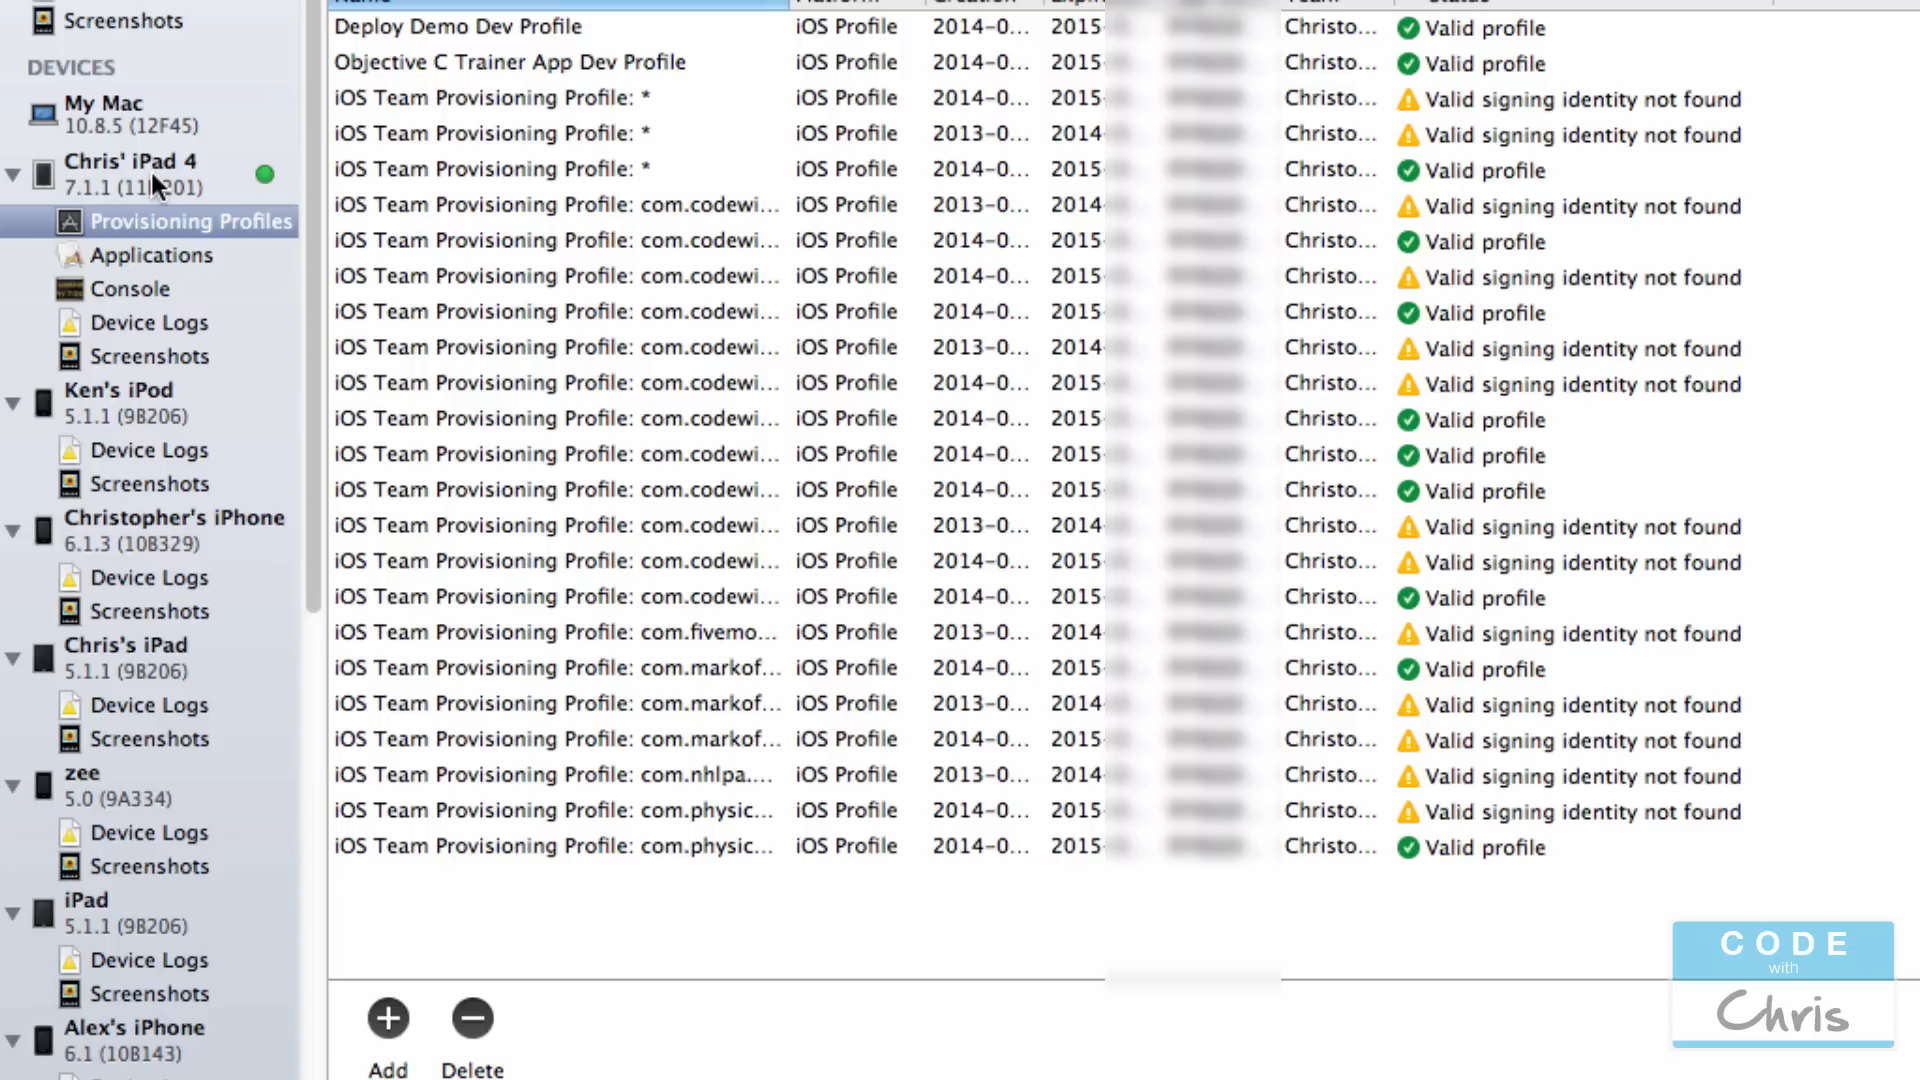 Screenshots
DEVICES
My Mac
10.8.5 (12F45)
Chris' iPad 4
7.1.1
Provisioning Profiles
Applications
Console
Device Logs
Screenshots
Ken's iPod
5.1.1 (9B206)
Device Logs
Screenshots
Christopher's iPhone
6.1.3 (10B329)
Device Logs
Screenshots
Chris's iPad
5.1.1 (9B206)
Device Logs
Screenshots
zee
5.0 (9A334)
Device Logs
Screenshots
iPad
5.1.1 (9B206)
Device Logs
Screenshots
Alex's iPhone
6.1 (10B143)
Deploy Demo Dev Profile iOS Profile 2014-0... 2015- Christo... Valid profile
Objective C Trainer App Dev Profile iOS Profile 2014-0... 2015- Christo... Valid profile
iOS Team Provisioning Profile: * iOS Profile 2014-0... 2015- Christo... Valid signing identity not found
iOS Team Provisioning Profile: * iOS Profile 2013-0... 2014- Christo... Valid signing identity not found
iOS Team Provisioning Profile: * iOS Profile 2014-0... 2015- Christo... Valid profile
iOS Team Provisioning Profile: com.codewi... iOS Profile 2013-0... 2014- Christo... Valid signing identity not found
iOS Team Provisioning Profile: com.codewi... iOS Profile 2014-0... 2015- Christo... Valid profile
iOS Team Provisioning Profile: com.codewi... iOS Profile 2014-0... 2015- Christo... Valid signing identity not found
iOS Team Provisioning Profile: com.codewi... iOS Profile 2014-0... 2015- Christo... Valid profile
iOS Team Provisioning Profile: com.codewi... iOS Profile 2013-0... 2014- Christo... Valid signing identity not found
iOS Team Provisioning Profile: com.codewi... iOS Profile 2014-0... 2015- Christo... Valid signing identity not found
iOS Team Provisioning Profile: com.codewi... iOS Profile 2014-0... 2015- Christo... Valid profile
iOS Team Provisioning Profile: com.codewi... iOS Profile 2014-0... 2015- Christo... Valid profile
iOS Team Provisioning Profile: com.codewi... iOS Profile 2014-0... 2015- Christo... Valid profile
iOS Team Provisioning Profile: com.codewi... iOS Profile 2013-0... 2014- Christo... Valid signing identity not found
iOS Team Provisioning Profile: com.codewi... iOS Profile 2014-0... 2015- Christo... Valid signing identity not found
iOS Team Provisioning Profile: com.codewi... iOS Profile 2014-0... 2015- Christo... Valid profile
iOS Team Provisioning Profile: com.fivemo... iOS Profile 2013-0... 2014- Christo... Valid signing identity not found
iOS Team Provisioning Profile: com.markof... iOS Profile 2014-0... 2015- Christo... Valid profile
iOS Team Provisioning Profile: com.markof... iOS Profile 2013-0... 2014- Christo... Valid signing identity not found
iOS Team Provisioning Profile: com.markof... iOS Profile 2014-0... 2015- Christo... Valid signing identity not found
iOS Team Provisioning Profile: com.nhlpa.... iOS Profile 2013-0... 2014- Christo... Valid signing identity not found
iOS Team Provisioning Profile: com.physic... iOS Profile 2014-0... 2015- Christo... Valid signing identity not found
iOS Team Provisioning Profile: com.physic... iOS Profile 2014-0... 2015- Christo... Valid profile
Add Delete
CODE
with
Chris